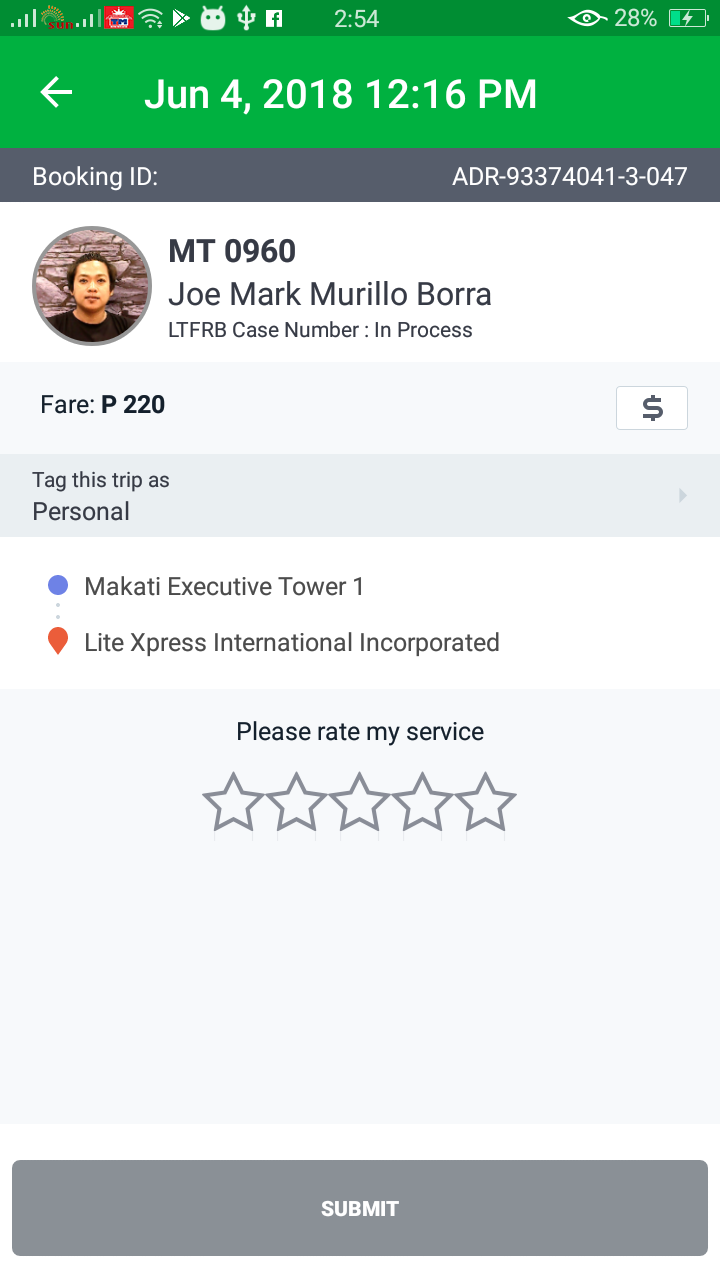 SUN
2:54
28%
Jun 4, 2018 12:16 PM
Booking ID:
ADR-93374041-3-047
MT 0960
Joe Mark Murillo Borra
LTFRB Case Number : In Process
Fare: P 220
$
Tag this trip as
Personal
Makati Executive Tower 1
Lite Xpress International Incorporated
Please rate my service
SUBMIT